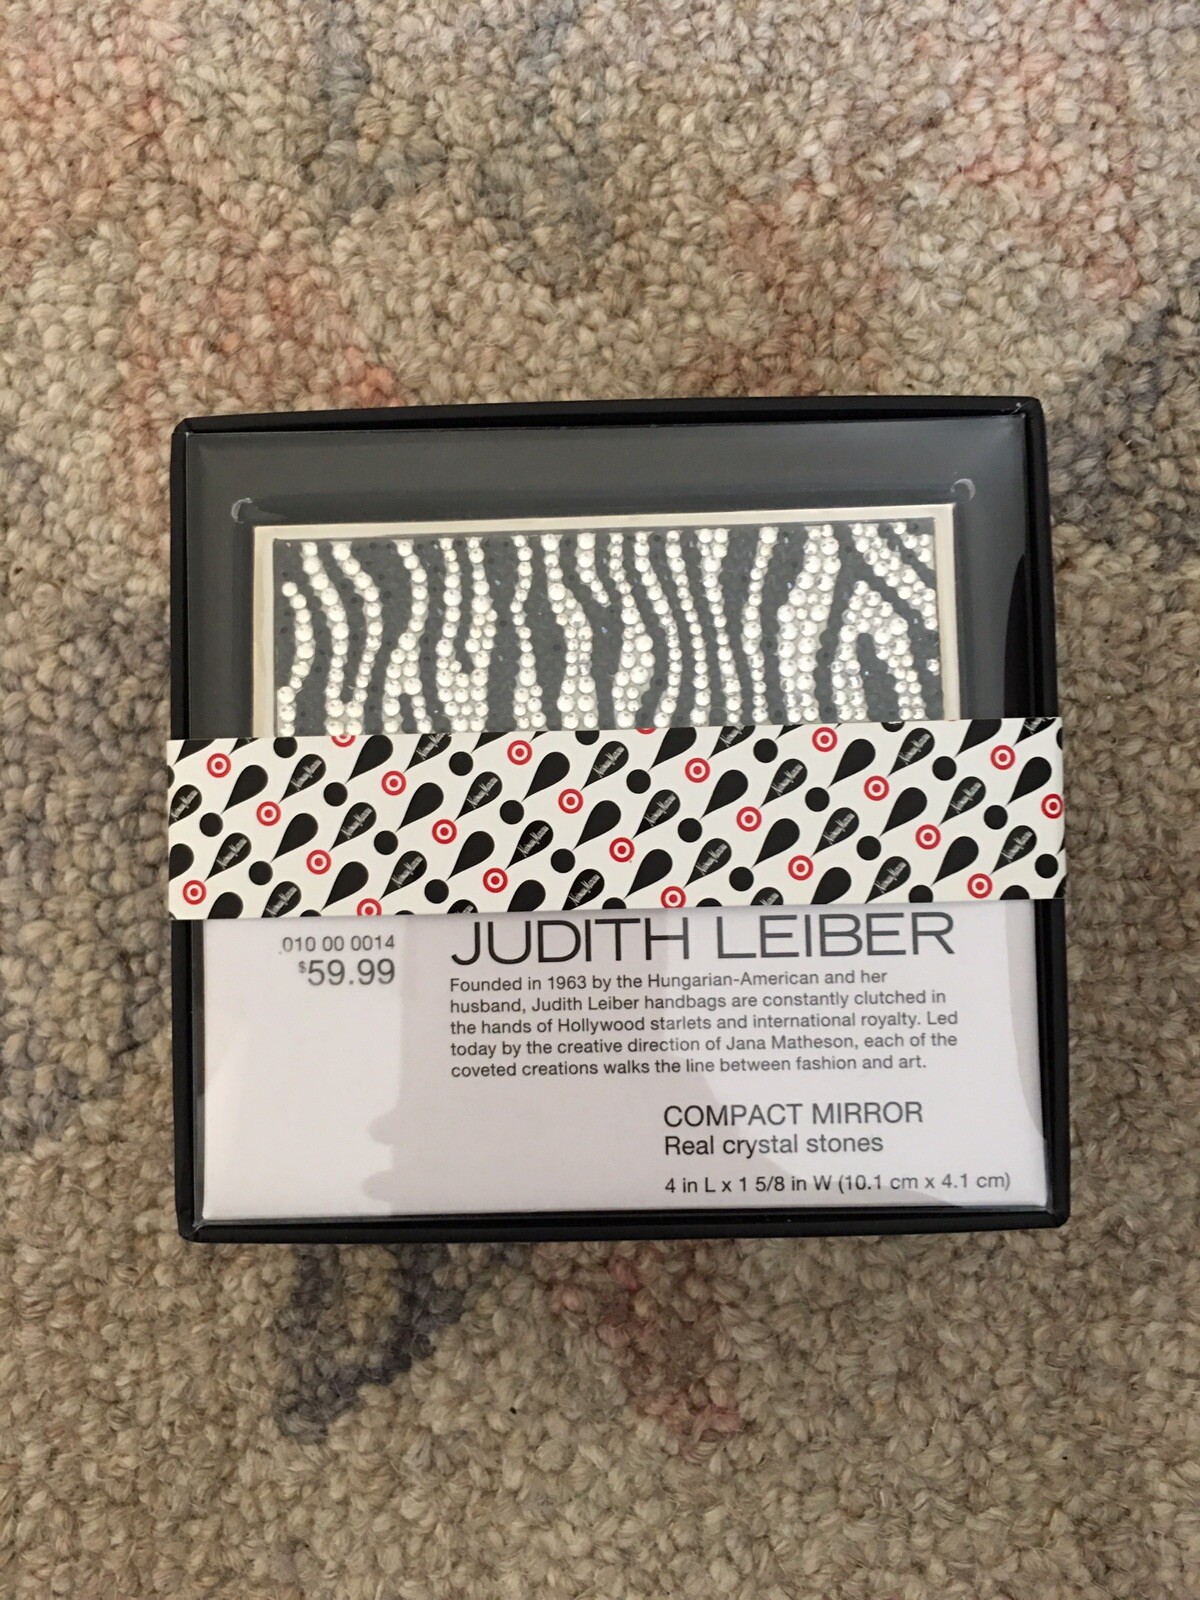 Neiman Marcus
.010 00 0014
$59.99
JUDITH LEIBER
Founded in 1963 by the Hungarian-American and her
husband, Judith Leiber handbags are constantly clutched in
the hands of Hollywood starlets and international royalty. Led
today by the creative direction of Jana Matheson, each of the
coveted creations walks the line between fashion and art.
COMPACT MIRROR
Real crystal stones
4 in L x 1 5/8 in W (10.1 cm x 4.1 cm)